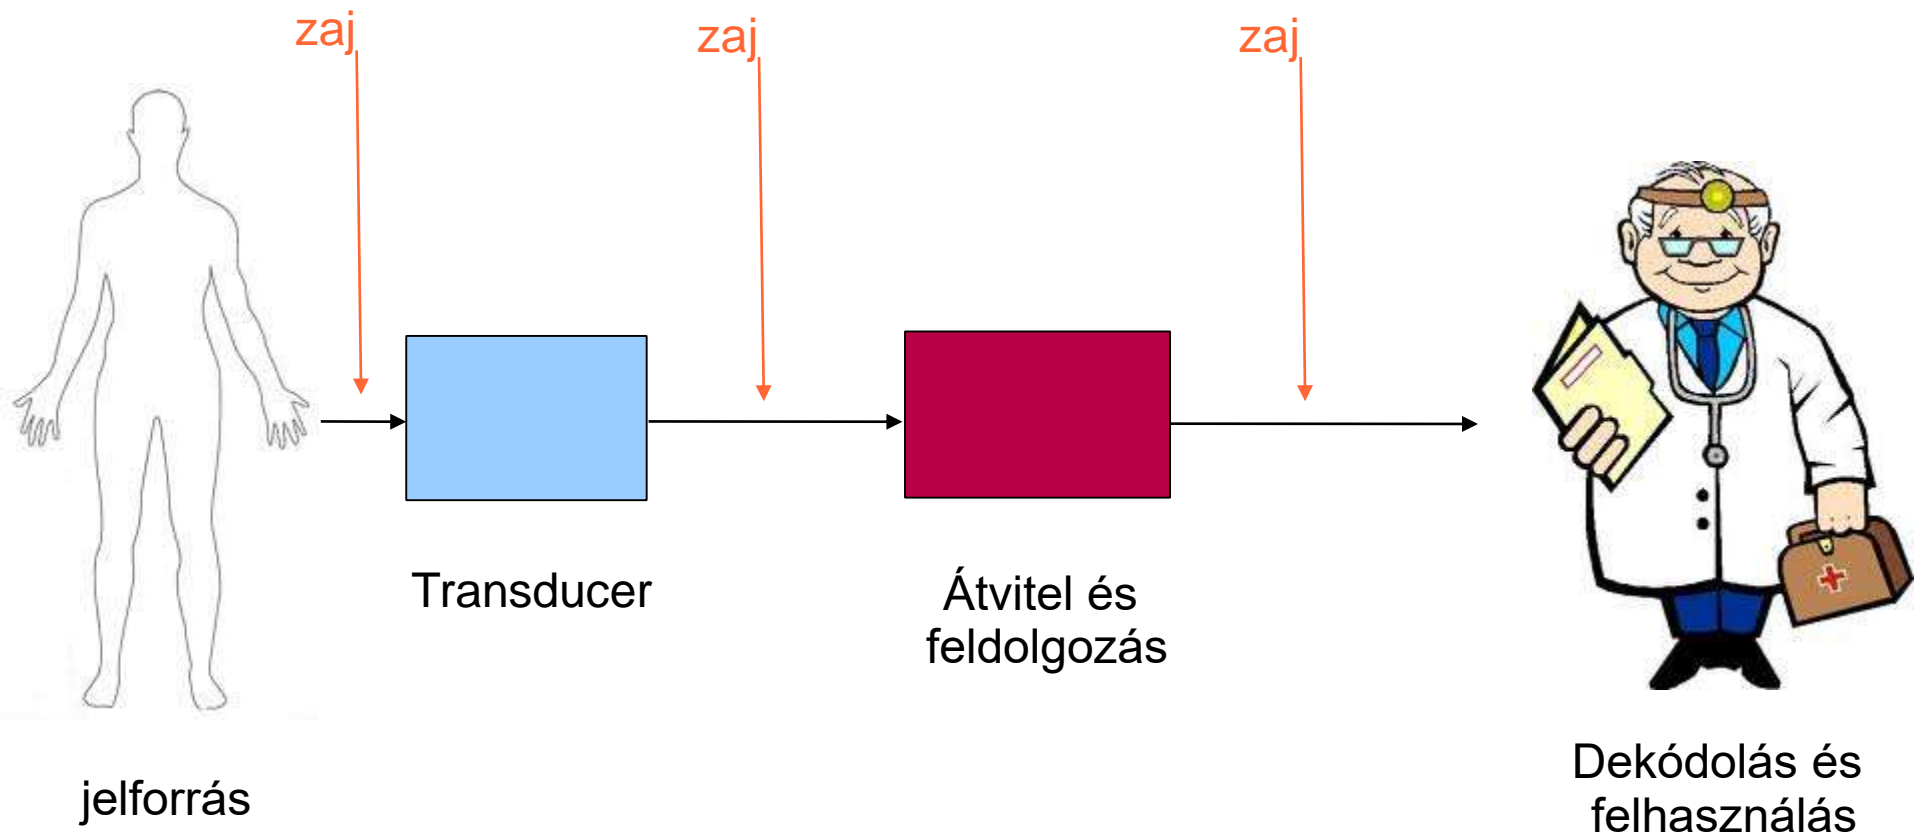 zaj
zaj
zaj
Transducer
Átvitel és
feldolgozás
jelforrás
Dekódolás és
felhasználás